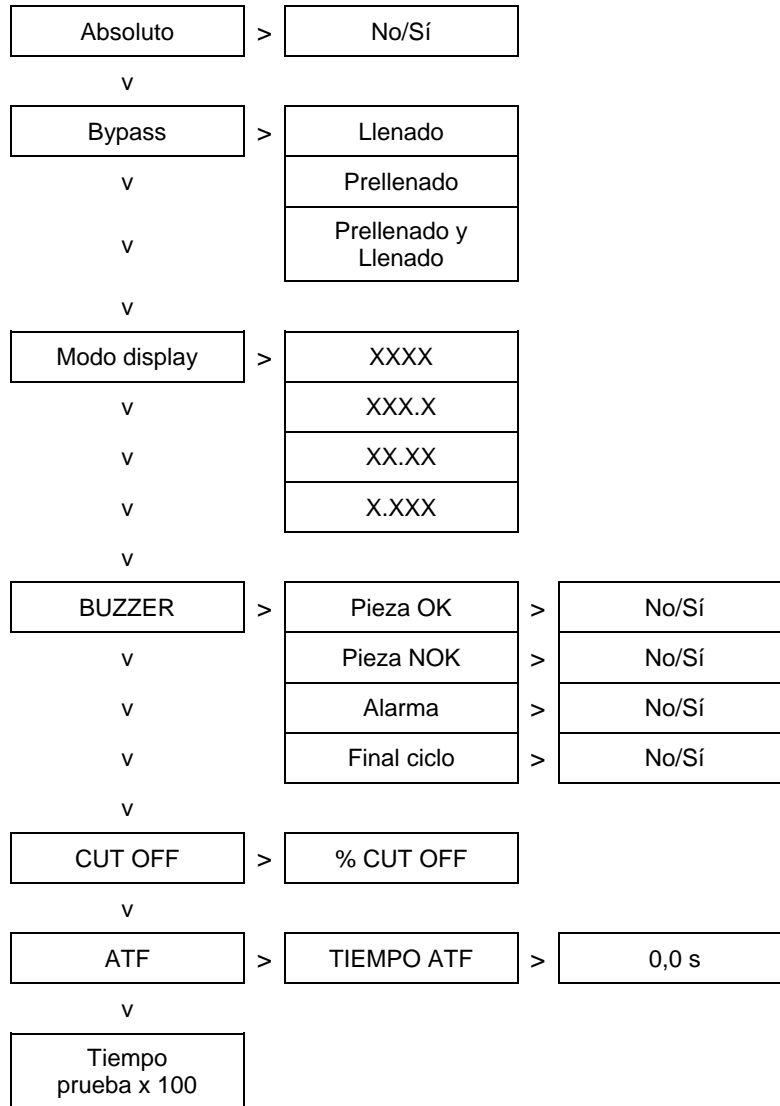 Absoluto > No/Sí
v
Bypass > Llenado
v Prellenado
v Prellenado y
Llenado
v
Modo display > XXXX
v XXX.X
v XX.XX
v X.XXX
v
BUZZER > Pieza OK > No/Sí
v Pieza NOK > No/Sí
v Alarma > No/Sí
v Final ciclo > No/Sí
v
CUT OFF > % CUT OFF
v
ATF > TIEMPO ATF > 0,0 s
v
Tiempo
prueba x 100